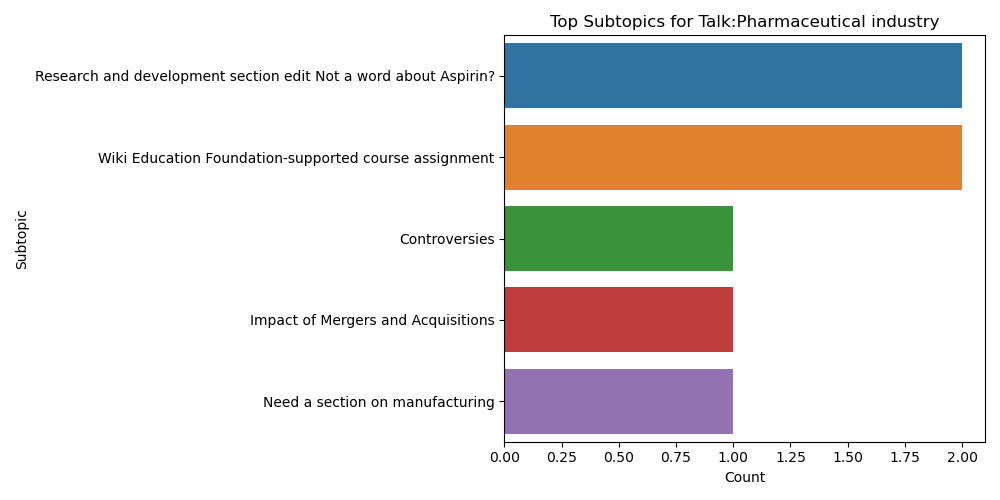 Top Subtopics for Talk:Pharmaceutical industry
Research and development section edit Not a word about Aspirin?
Wiki Education Foundation-supported course assignment
Controversies
Impact of Mergers and Acquisitions
Need a section on manufacturing
Subtopic
0.00 0.25 0.50 0.75 1.00 1.25 1.50 1.75 2.00
Count